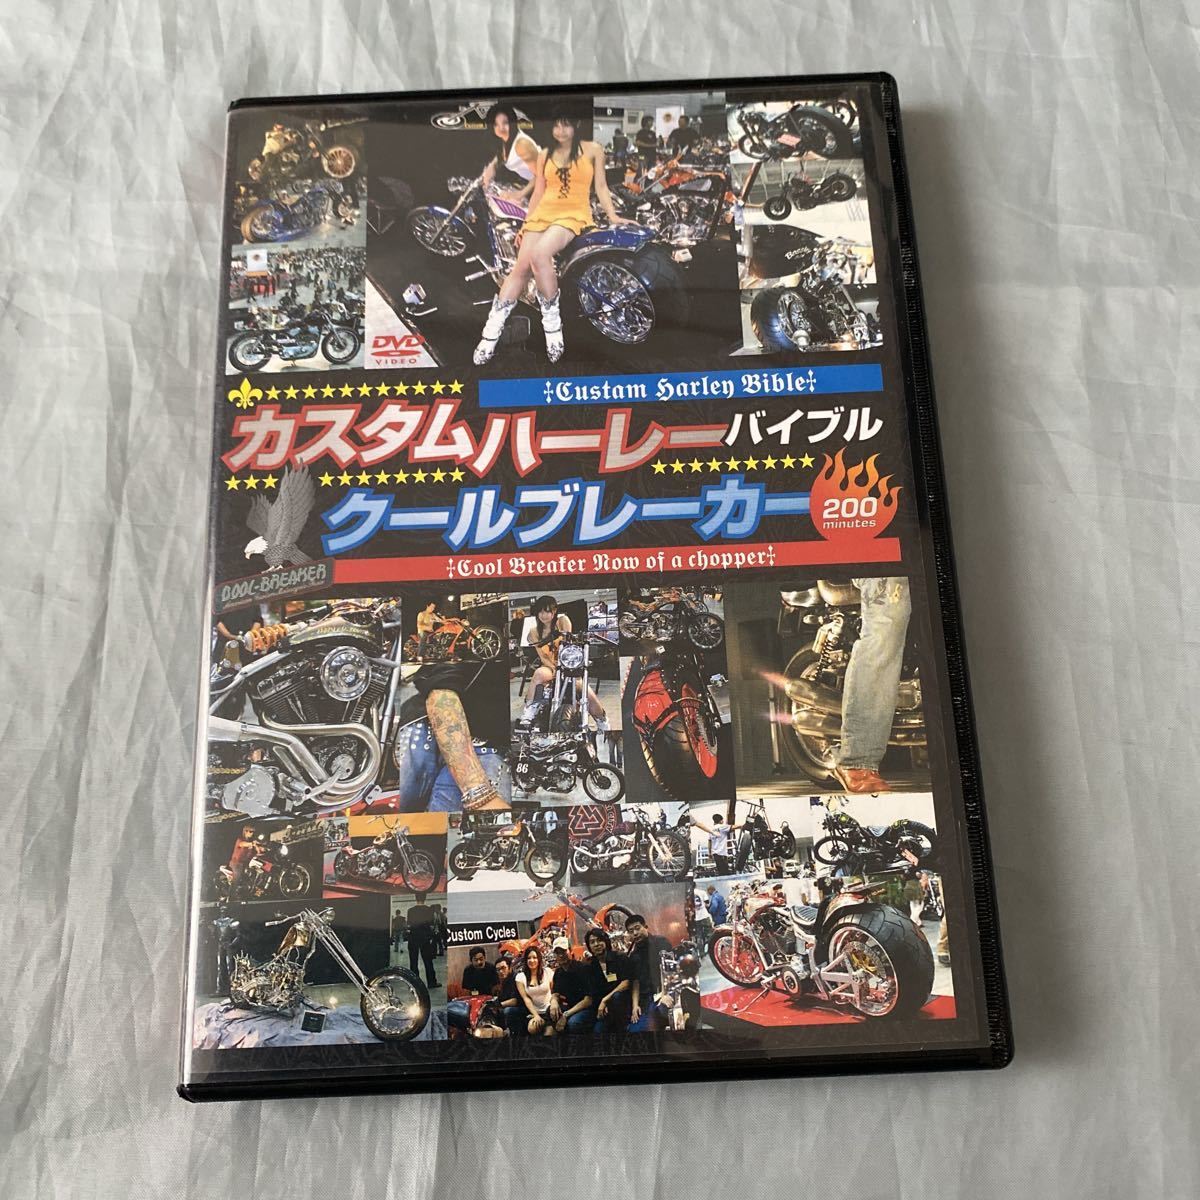 DVD
VIDEO
‡Custam Harley Bible‡
カスタムハーレーバイブル
クールブレーカー
200
minutes
‡Cool Breaker Now of a chopper‡
COOL-BREAKER
86
Custom Cycles